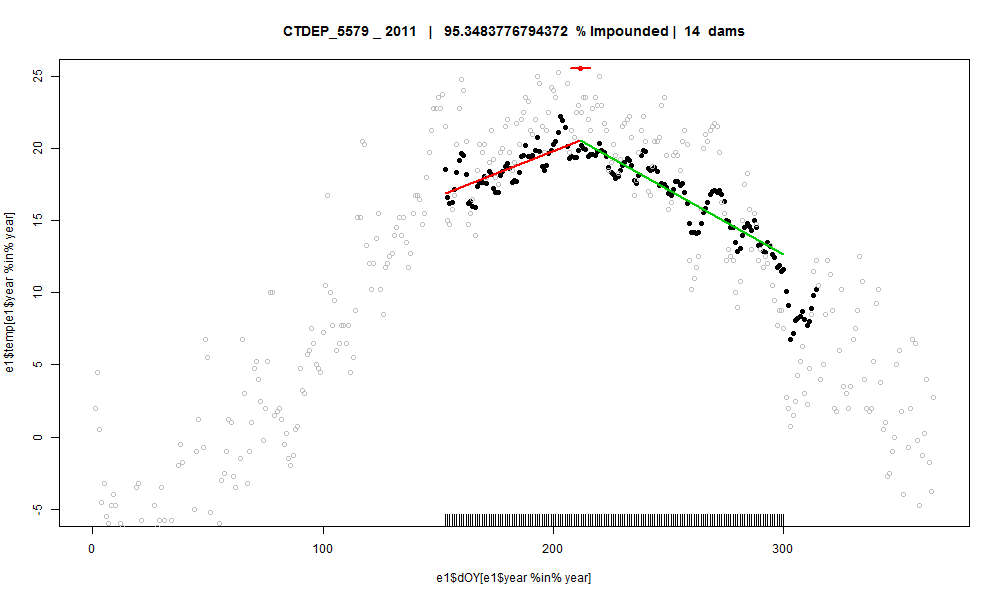 CTDEP_5579 _ 2011 | 95.3483776794372 % Impounded | 14 dams
25
20
15
10
5
0
-5
e1$temp[e1$year %in% year]
0 100 200 300
e1$dOY[e1$year %in% year]